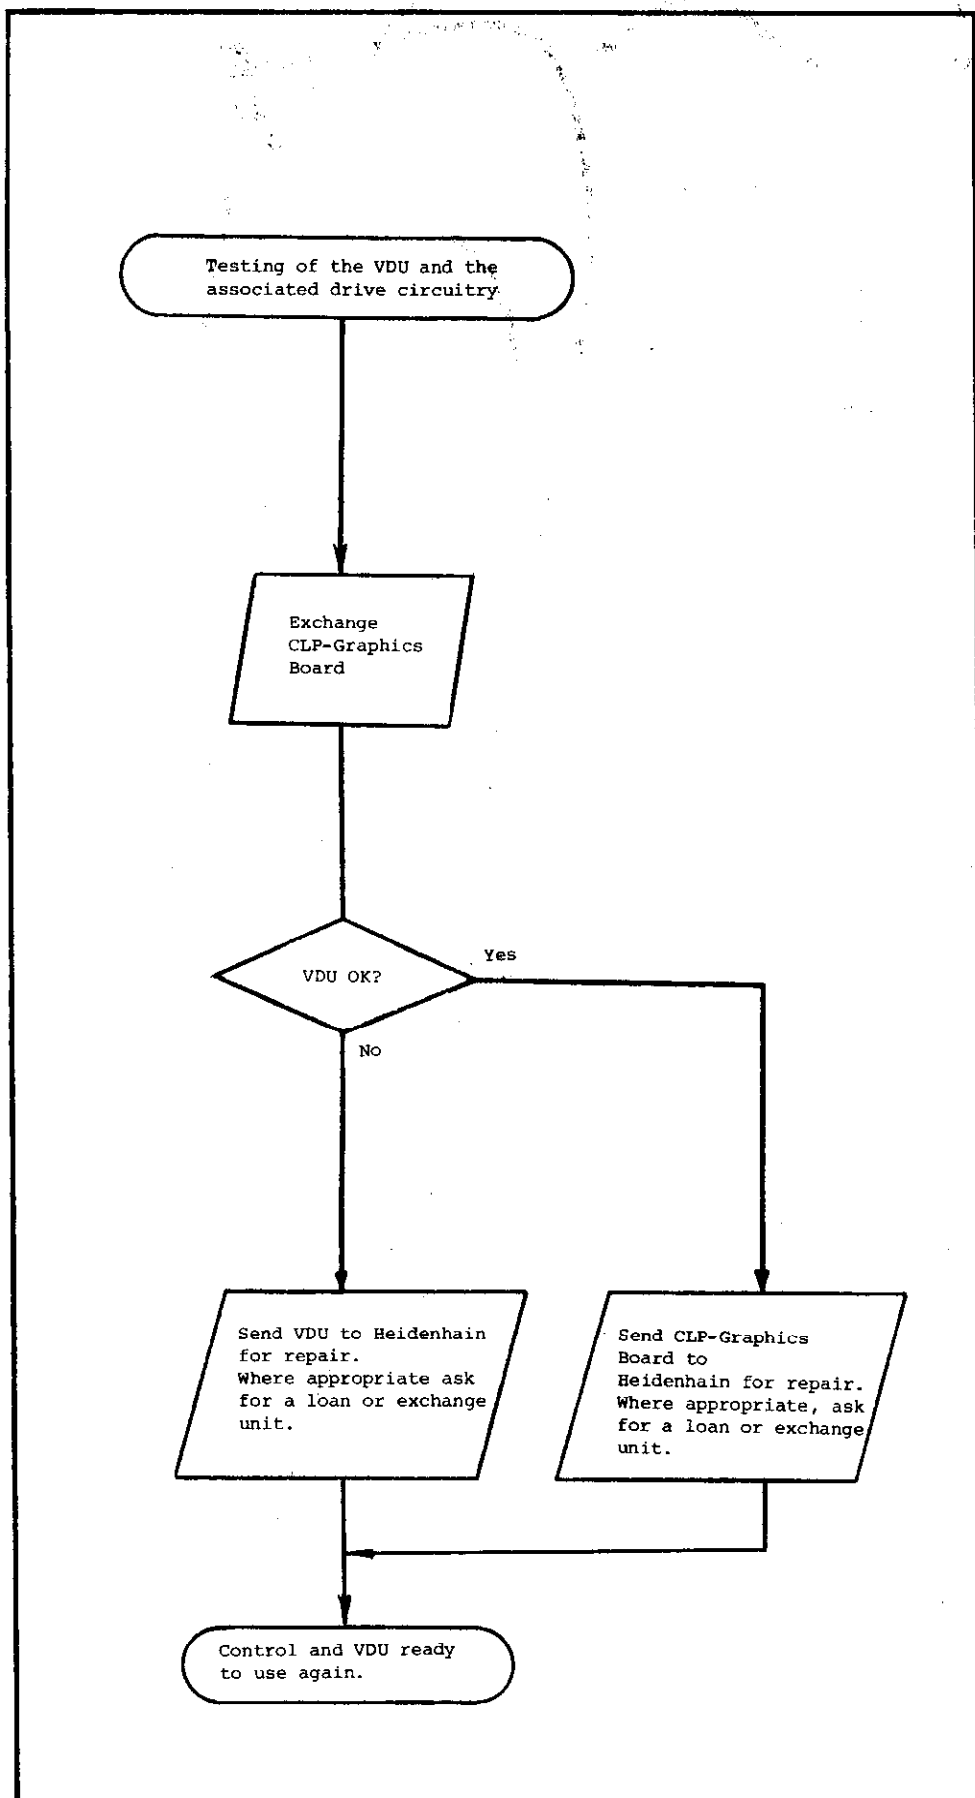 Testing of the VDU and the
associated drive circuitry
Exchange
CLP-Graphics
Board
VDU OK?
Yes
No
Send VDU to Heidenhain
for repair.
Where appropriate ask
for a loan or exchange
unit.
Send CLP-Graphics
Board to
Heidenhain for repair.
Where appropriate, ask
for a loan or exchange
unit.
Control and VDU ready
to use again.